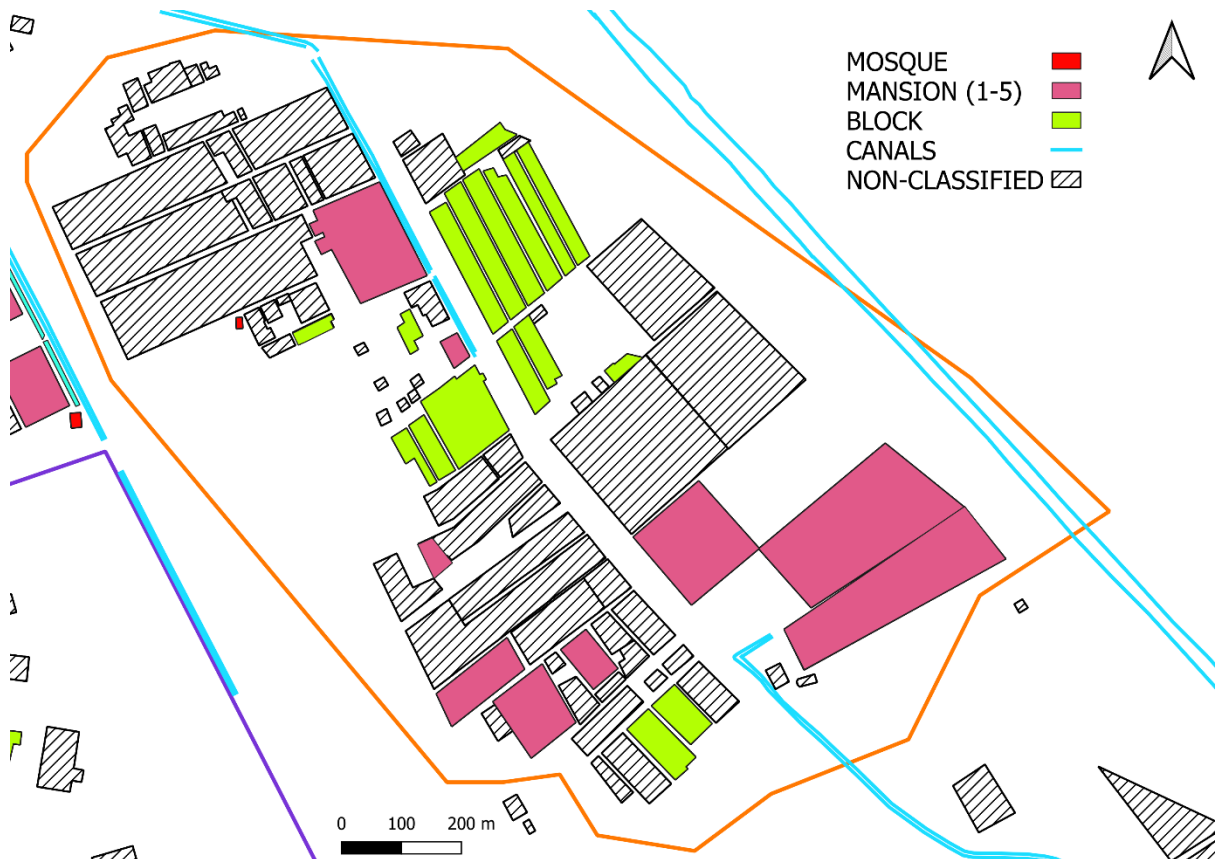 MOSQUE
MANSION (1-5)
BLOCK
CANALS
NON-CLASSIFIED
0 100 200 m